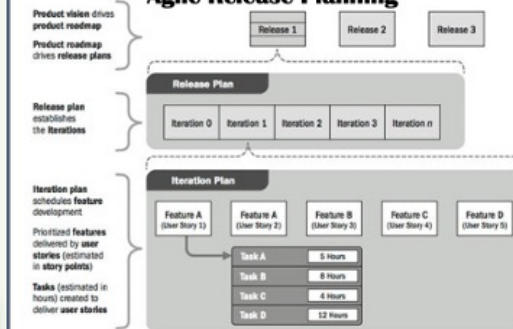 Agile Release Planning
Product vision drives
product roadmap
Product roadmap
drives release plans
Release 1
Release 2
Release 3
Release Plan
Release plan
establishes
the iterations
Iteration 0
Iteration 1
Iteration 2
Iteration 3
Iteration n
Iteration Plan
Iteration plan
schedules feature
development
Prioritized features
delivered by user
stories (estimated
in story points)
Tasks (estimated in
hours) created to
deliver user stories
Feature A
(User Story 1)
Feature A
(User Story 2)
Feature B
(User Story 3)
Feature C
(User Story 4)
Feature D
(User Story 5)
Task A
5 Hours
Task B
8 Hours
Task C
4 Hours
Task D
12 Hours